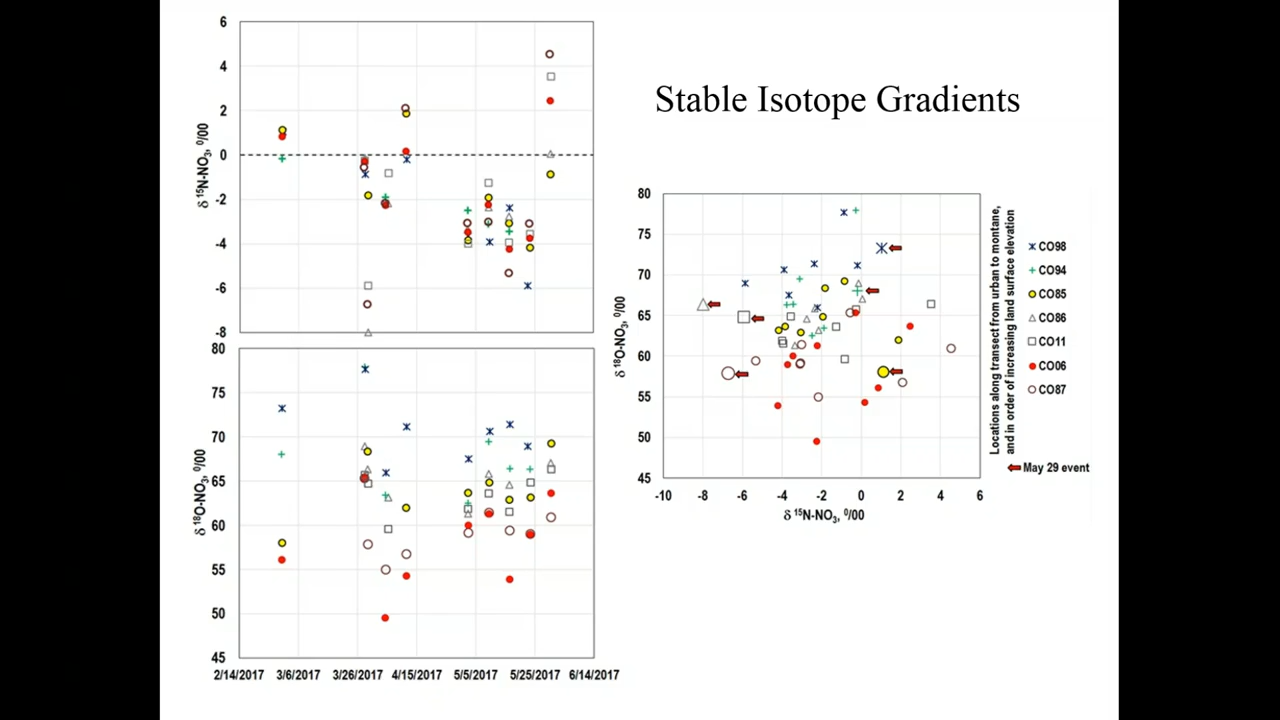 Stable Isotope Gradients
6
4
2
0
-2
-4
-6
-8
δ ¹⁵N-NO₃, ⁰/00
80
75
70
65
60
55
50
45
δ ¹⁸O-NO₃, ⁰/00
2/14/2017 3/6/2017 3/26/2017 4/15/2017 5/5/2017 5/25/2017 6/14/2017
80
75
70
65
60
55
50
45
δ ¹⁸O-NO₃, ⁰/00
-10 -8 -6 -4 -2 0 2 4 6
δ ¹⁵N-NO₃, ⁰/00
Locations along transect from urban to montane,
and in order of increasing land surface elevation
CO98
CO94
CO85
CO86
CO11
CO06
CO87
May 29 event